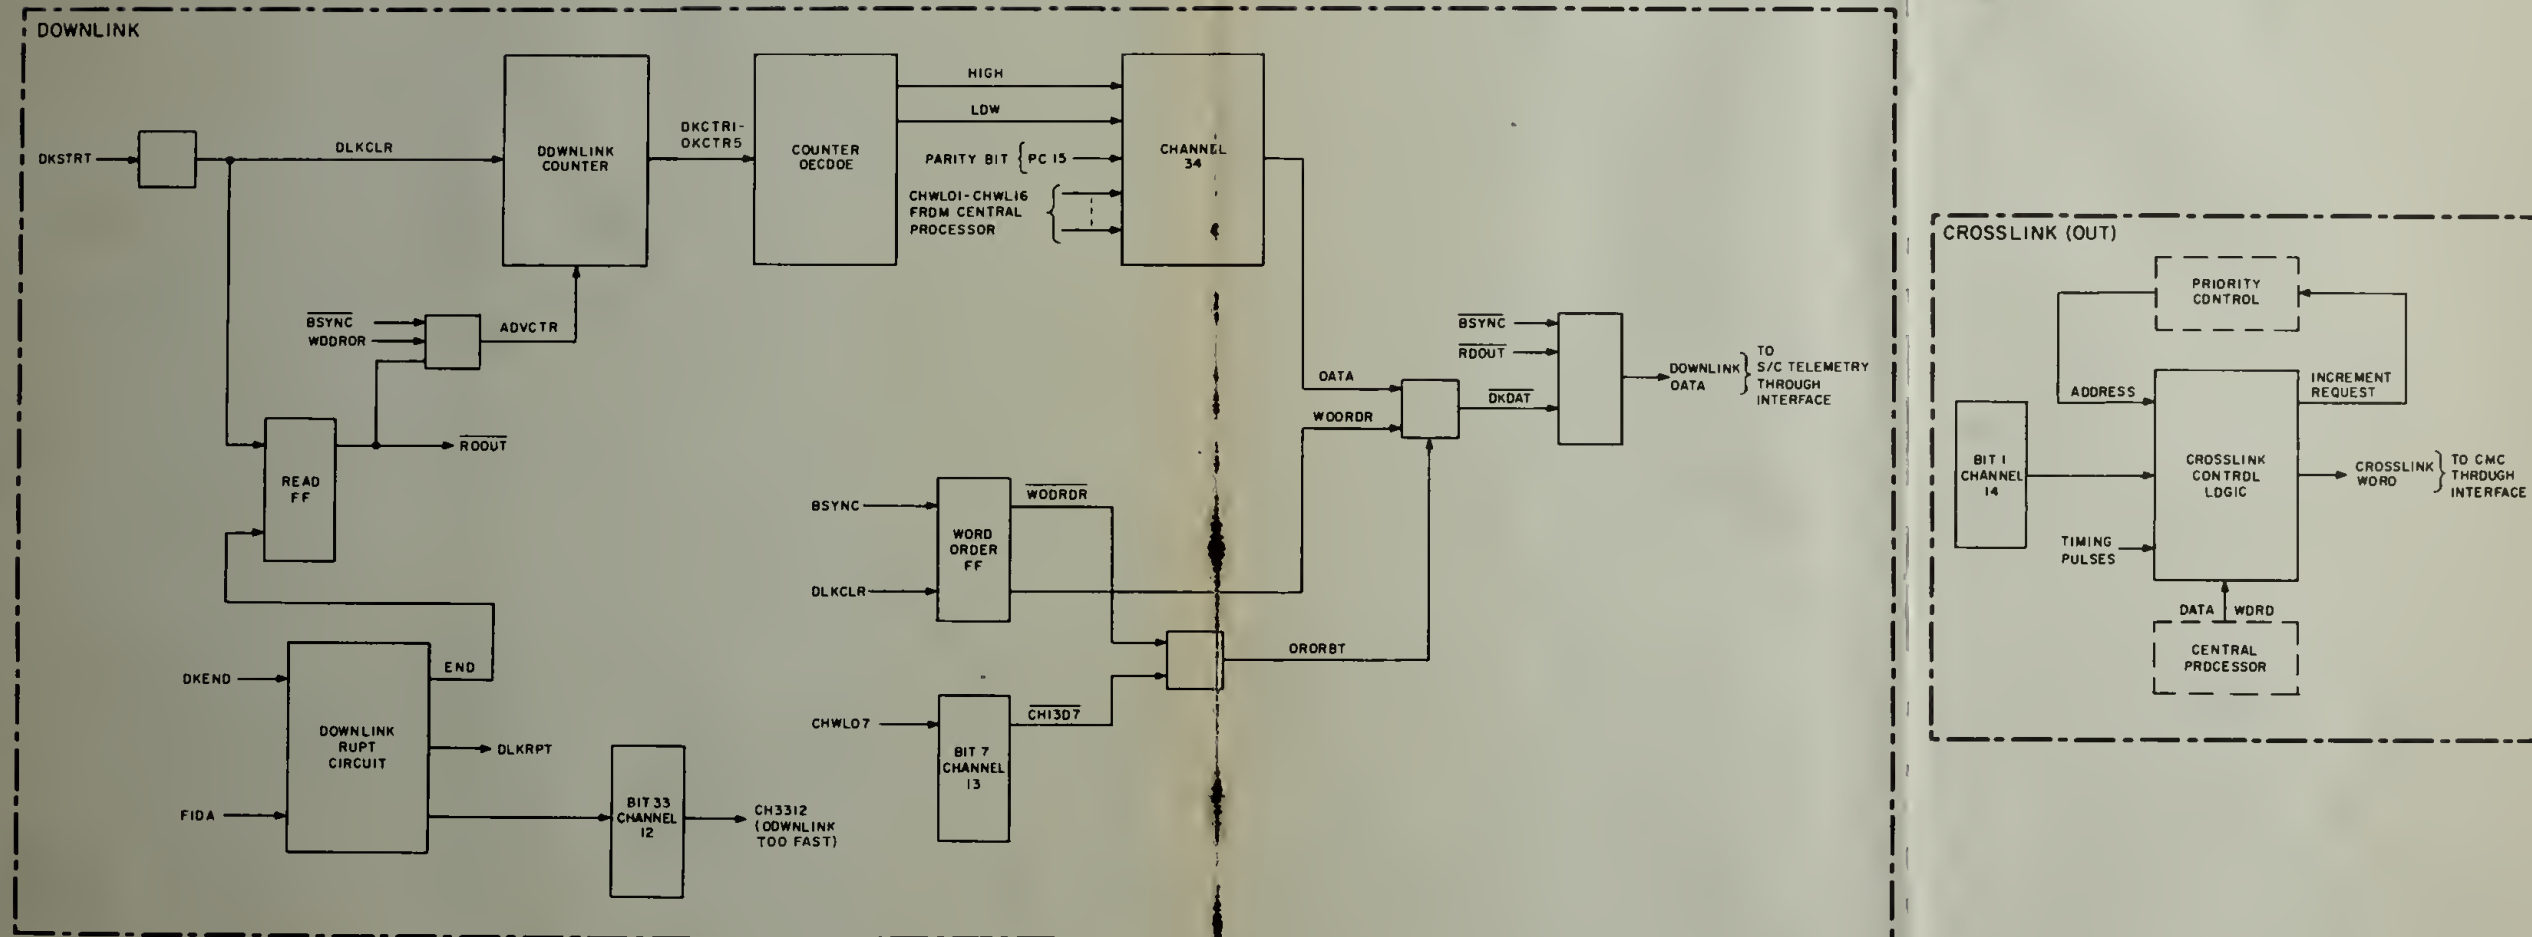 DOWNLINK
DKSTRT
DLKCLR
DOWNLINK
COUNTER
DKCTR1-
DKCTR5
COUNTER
DECODE
HIGH
LOW
PARITY BIT { PC 15
CHWL01-CHWL16
FROM CENTRAL
PROCESSOR
CHANNEL
34
BSYNC
WDDROR
ADVCTR
READ
FF
RDOUT
DKEND
FIDA
DOWNLINK
RUPT
CIRCUIT
END
DLKRPT
BIT 33
CHANNEL
12
CH3312
(DOWNLINK
TOO FAST)
BSYNC
DLKCLR
WORD
ORDER
FF
WODRDR
CHWL07
BIT 7
CHANNEL
13
CH13D7
ORDRBT
DATA
WOORDR
BSYNC
RDOUT
DKDAT
DOWNLINK
DATA
TO
S/C TELEMETRY
THROUGH
INTERFACE
CROSSLINK (OUT)
PRIORITY
CONTROL
ADDRESS
INCREMENT
REQUEST
BIT 1
CHANNEL
14
CROSSLINK
CONTROL
LOGIC
CROSSLINK
WORD
TO CMC
THROUGH
INTERFACE
TIMING
PULSES
DATA WORD
CENTRAL
PROCESSOR